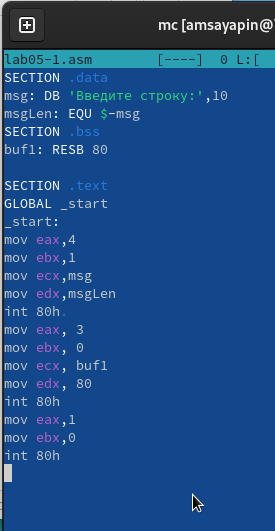 mc [amsayapin@
lab05-1.asm [----] 0 L:[
SECTION .data
msg: DB 'Введите строку:',10
msgLen: EQU $-msg
SECTION .bss
buf1: RESB 80
SECTION .text
GLOBAL _start
_start:
mov eax,4
mov ebx,1
mov ecx,msg
mov edx,msgLen
int 80h
mov eax, 3
mov ebx, 0
mov ecx, buf1
mov edx, 80
int 80h
mov eax,1
mov ebx,0
int 80h